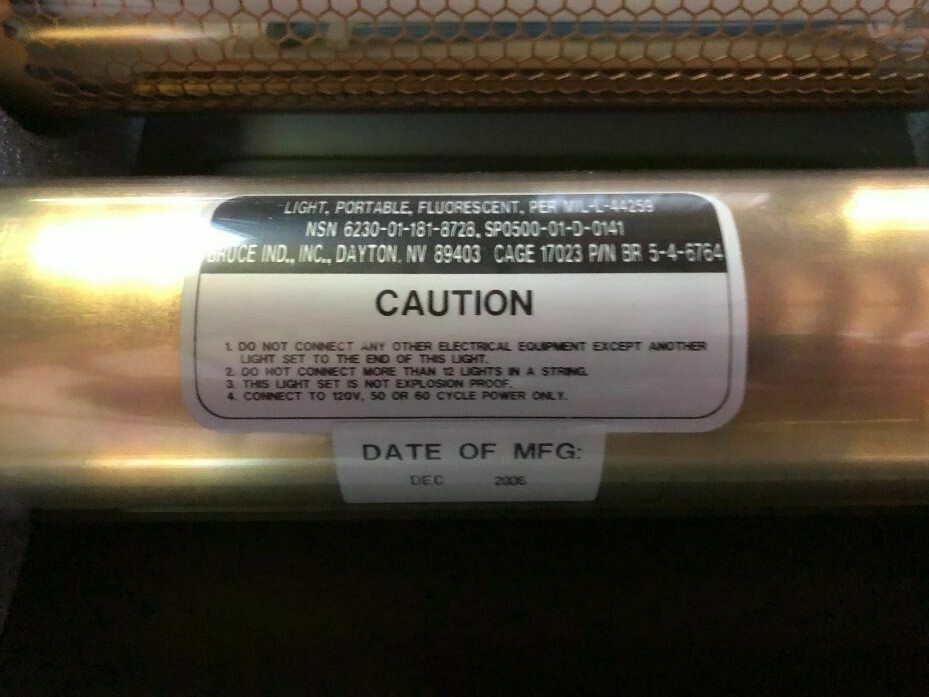 LIGHT, PORTABLE, FLUORESCENT, PER MIL-L-44259
NSN 6230-01-181-8728, SP0500-01-D-0141
BRUCE IND., INC., DAYTON, NV 89403 CAGE 17023 P/N BR 5-4-6764
CAUTION
1. DO NOT CONNECT ANY OTHER ELECTRICAL EQUIPMENT EXCEPT ANOTHER
LIGHT SET TO THE END OF THIS LIGHT.
2. DO NOT CONNECT MORE THAN 12 LIGHTS IN A STRING.
3. THIS LIGHT SET IS NOT EXPLOSION PROOF.
4. CONNECT TO 120V, 50 OR 60 CYCLE POWER ONLY.
DATE OF MFG:
DEC 2006